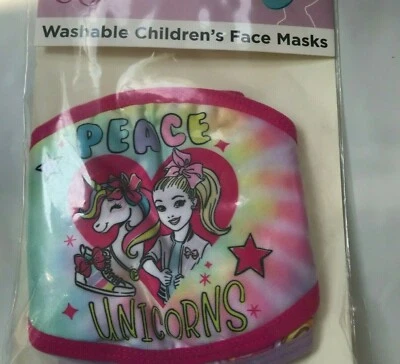 Washable Children's Face Masks
PEACE
UNICORNS